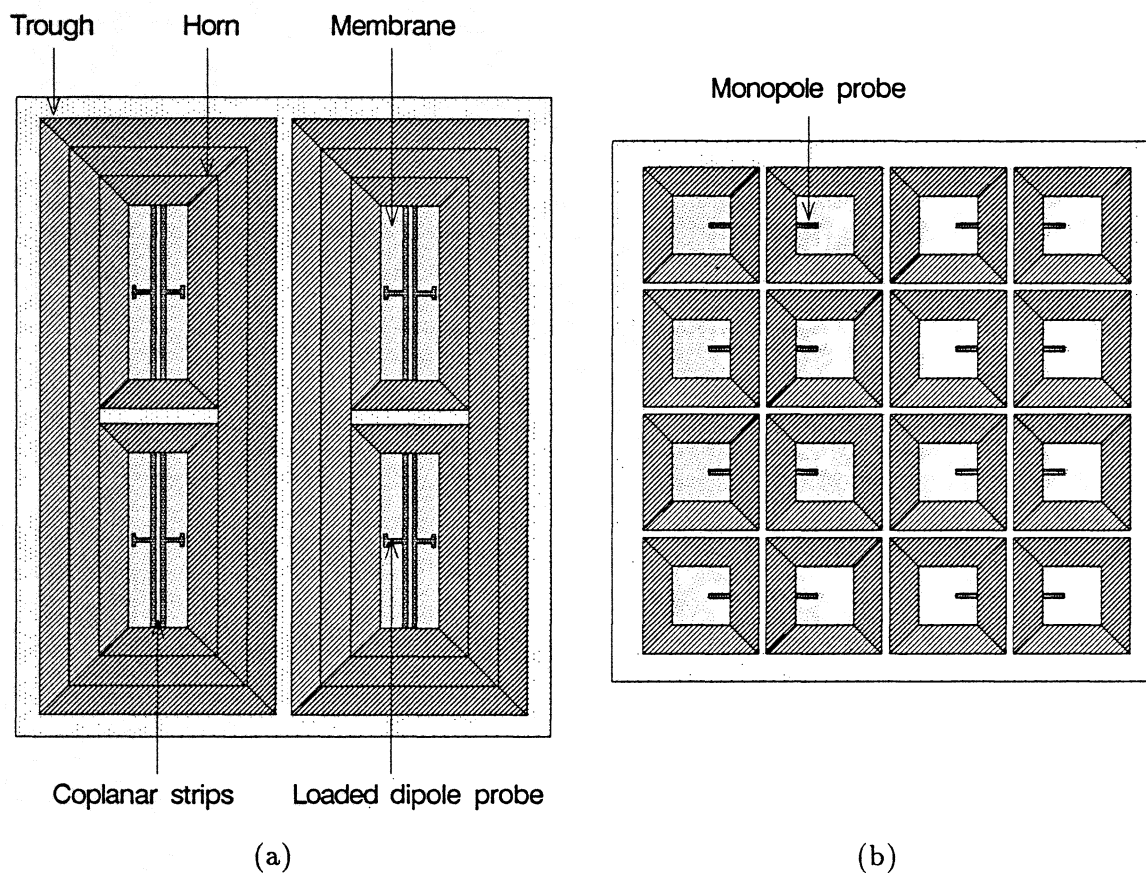 Trough Horn Membrane
Monopole probe
Coplanar strips Loaded dipole probe
(a) (b)